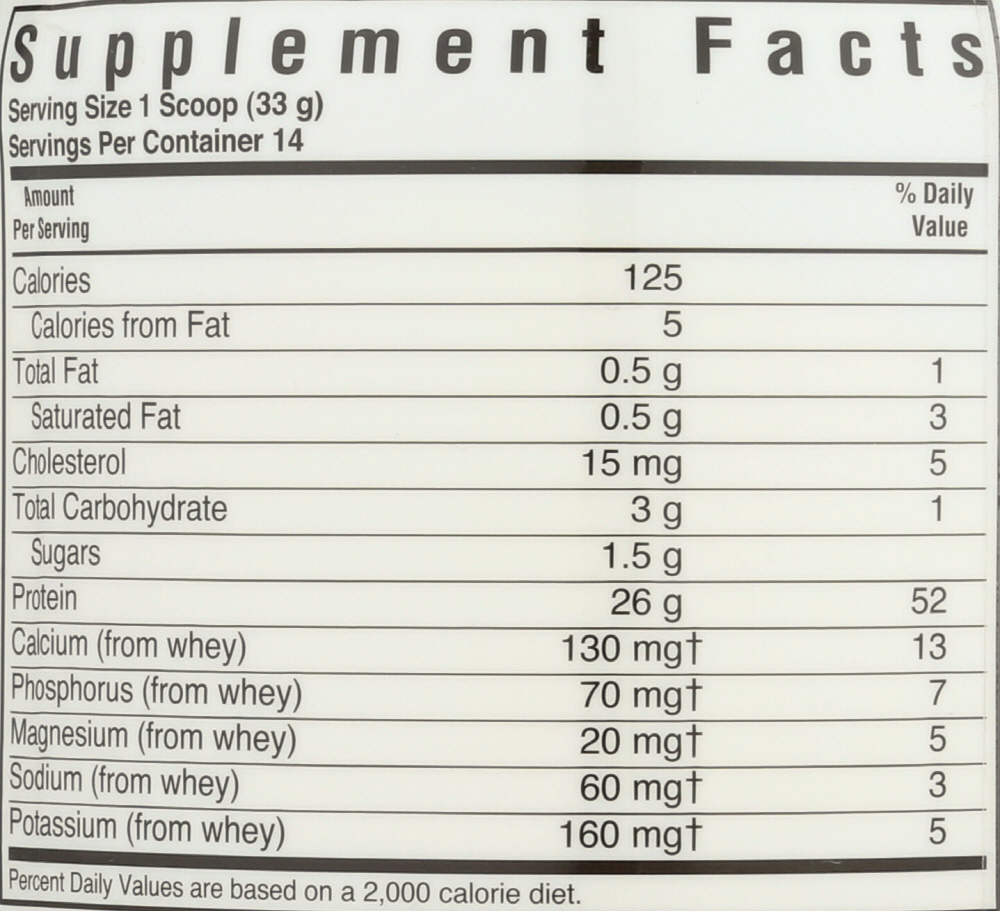 Supplement Facts
Serving Size 1 Scoop (33 g)
Servings Per Container 14
Amount Per Serving % Daily Value
Calories 125
Calories from Fat 5
Total Fat 0.5 g 1
Saturated Fat 0.5 g 3
Cholesterol 15 mg 5
Total Carbohydrate 3 g 1
Sugars 1.5 g
Protein 26 g 52
Calcium (from whey) 130 mg† 13
Phosphorus (from whey) 70 mg† 7
Magnesium (from whey) 20 mg† 5
Sodium (from whey) 60 mg† 3
Potassium (from whey) 160 mg† 5
Percent Daily Values are based on a 2,000 calorie diet.